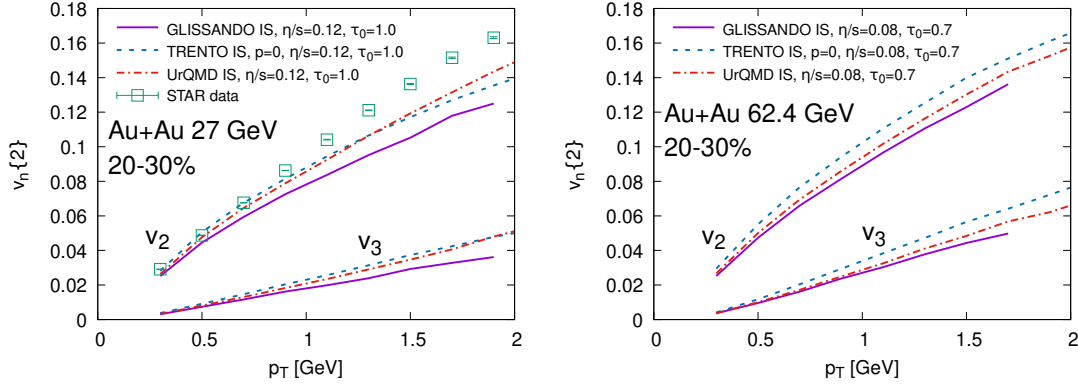 GLISSANDO IS, η/s=0.12, τ₀=1.0
TRENTO IS, p=0, η/s=0.12, τ₀=1.0
UrQMD IS, η/s=0.12, τ₀=1.0
STAR data
Au+Au 27 GeV
20-30%
v₂
v₃
vₙ{2}
0.18
0.16
0.14
0.12
0.1
0.08
0.06
0.04
0.02
0
0 0.5 1 1.5 2
p_T [GeV]
GLISSANDO IS, η/s=0.08, τ₀=0.7
TRENTO IS, p=0, η/s=0.08, τ₀=0.7
UrQMD IS, η/s=0.08, τ₀=0.7
Au+Au 62.4 GeV
20-30%
v₂
v₃
vₙ{2}
0.18
0.16
0.14
0.12
0.1
0.08
0.06
0.04
0.02
0
0 0.5 1 1.5 2
p_T [GeV]